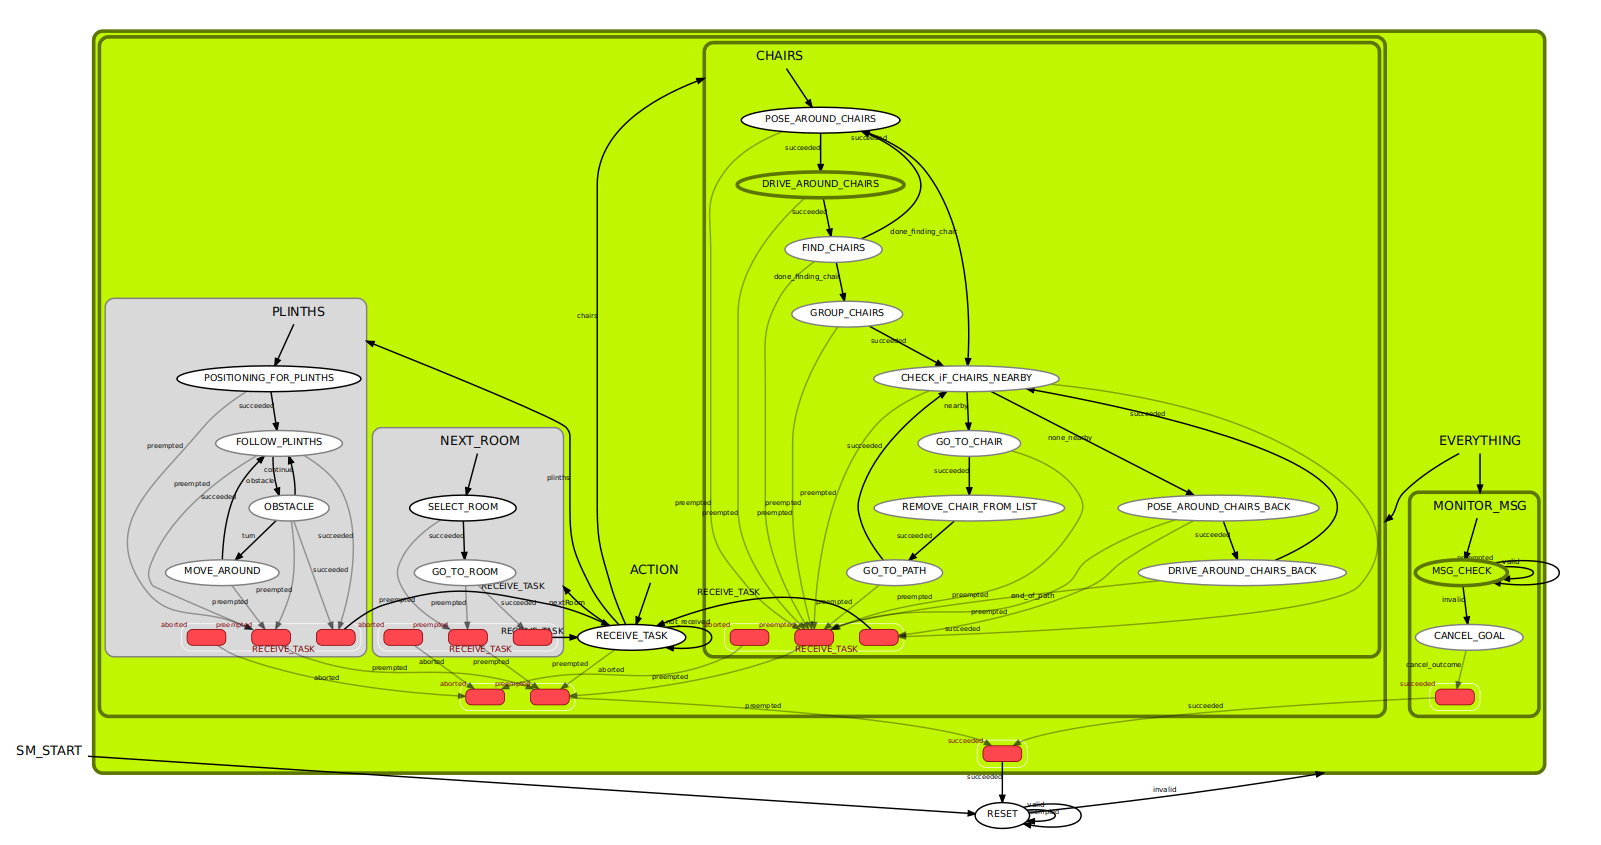 CHAIRS
POSE_AROUND_CHAIRS
succeeded
succeeded
DRIVE_AROUND_CHAIRS
succeeded
done_finding_chair
FIND_CHAIRS
done_finding_chair
PLINTHS
GROUP_CHAIRS
chairs
succeeded
POSITIONING_FOR_PLINTHS
CHECK_iF_CHAIRS_NEARBY
succeeded
nearby
succeeded
preempted
FOLLOW_PLINTHS
NEXT_ROOM
succeeded
GO_TO_CHAIR
none_nearby
EVERYTHING
continue
obstacle
preempted
succeeded
plinths
succeeded
preempted
preempted
preempted
preempted
preempted
OBSTACLE
SELECT_ROOM
REMOVE_CHAIR_FROM_LIST
POSE_AROUND_CHAIRS_BACK
MONITOR_MSG
turn
succeeded
succeeded
succeeded
succeeded
preempted
valid
MOVE_AROUND
succeeded
GO_TO_ROOM
ACTION
GO_TO_PATH
DRIVE_AROUND_CHAIRS_BACK
MSG_CHECK
preempted
RECEIVE_TASK
RECEIVE_TASK
preempted
preempted
end_of_path
preempted
preempted
preempted
succeeded
nextRoom
preempted
preempted
invalid
aborted
preempted
aborted
preempted
RECEIVE_TASK
RECEIVE_TASK
not_received
aborted
preempted
succeeded
CANCEL_GOAL
RECEIVE_TASK
RECEIVE_TASK
RECEIVE_TASK
preempted
aborted
preempted
preempted
aborted
preempted
cancel_outcome
aborted
aborted
preempted
succeeded
preempted
succeeded
succeeded
SM_START
succeeded
invalid
valid
RESET